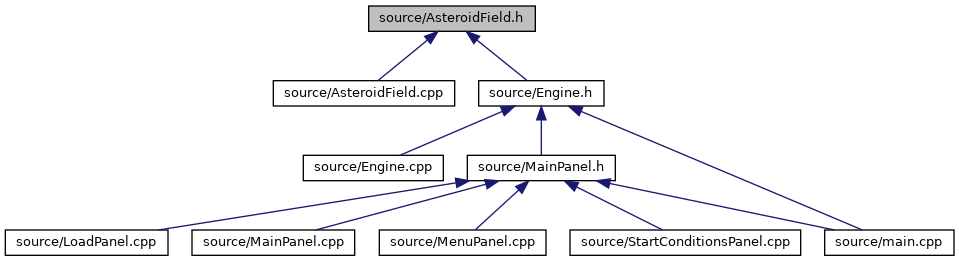 source/AsteroidField.h
source/AsteroidField.cpp
source/Engine.h
source/Engine.cpp
source/MainPanel.h
source/LoadPanel.cpp
source/MainPanel.cpp
source/MenuPanel.cpp
source/StartConditionsPanel.cpp
source/main.cpp